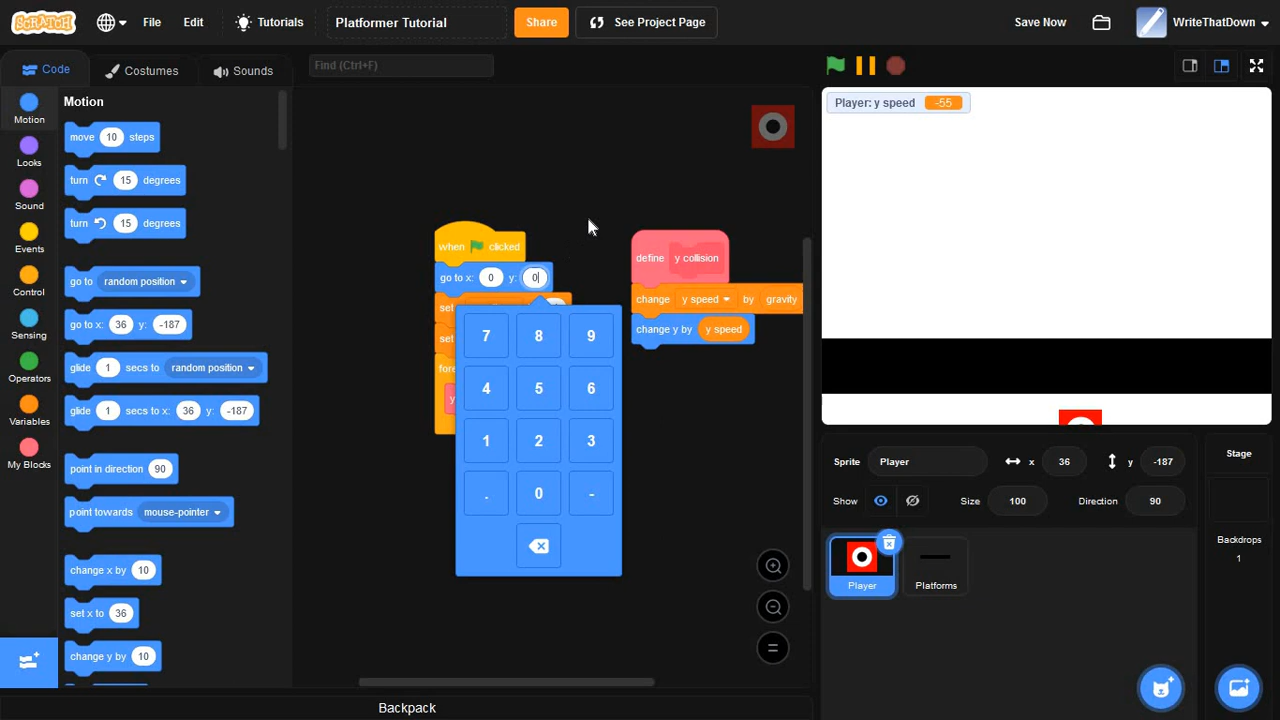 SCRATCH File Edit Tutorials Platformer Tutorial Share See Project Page Save Now WriteThatDown
Code Costumes Sounds Find (Ctrl+F)
Motion
Looks
Sound
Events
Control
Sensing
Operators
Variables
My Blocks
Motion
move 10 steps
turn 15 degrees
turn 15 degrees
go to random position
go to x: 36 y: -187
glide 1 secs to random position
glide 1 secs to x: 36 y: -187
point in direction 90
point towards mouse-pointer
change x by 10
set x to 36
change y by 10
when clicked
go to x: 0 y: 0
set
set
7 8 9
4 5 6
1 2 3
. 0 -
define y collision
change y speed by gravity
change y by y speed
Player: y speed -55
Sprite Player x 36 y -187
Show Size 100 Direction 90
Player
Platforms
Stage
Backdrops
1
Backpack